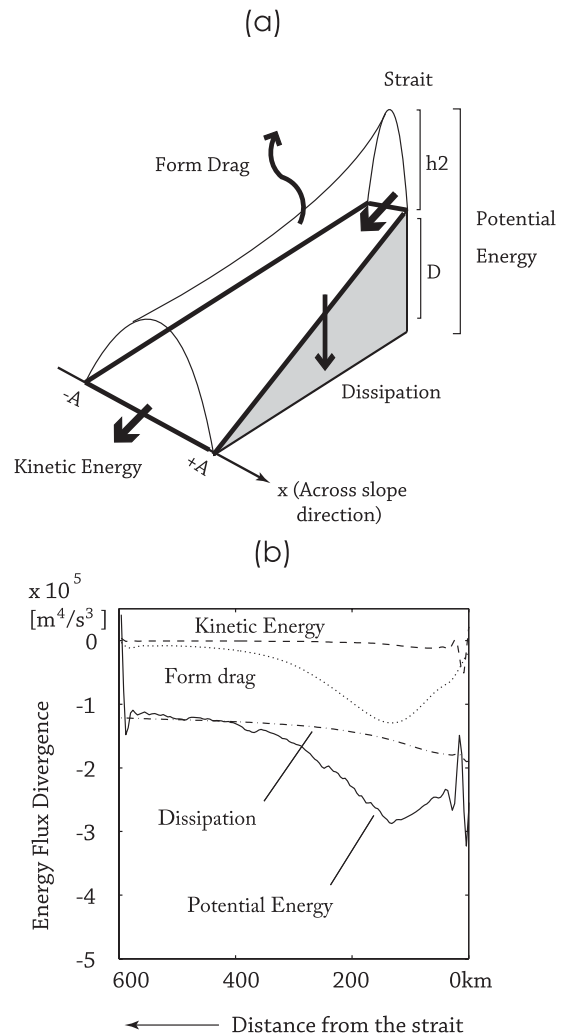 (a)
Strait
Form Drag
h2
Potential
Energy
D
Dissipation
-A
Kinetic Energy
+A
x (Across slope
direction)
(b)
x 10 5
[m4/s3 ]
0
-1
-2
-3
-4
-5
Energy Flux Divergence
Kinetic Energy
Form drag
Dissipation
Potential Energy
600 400 200 0km
Distance from the strait